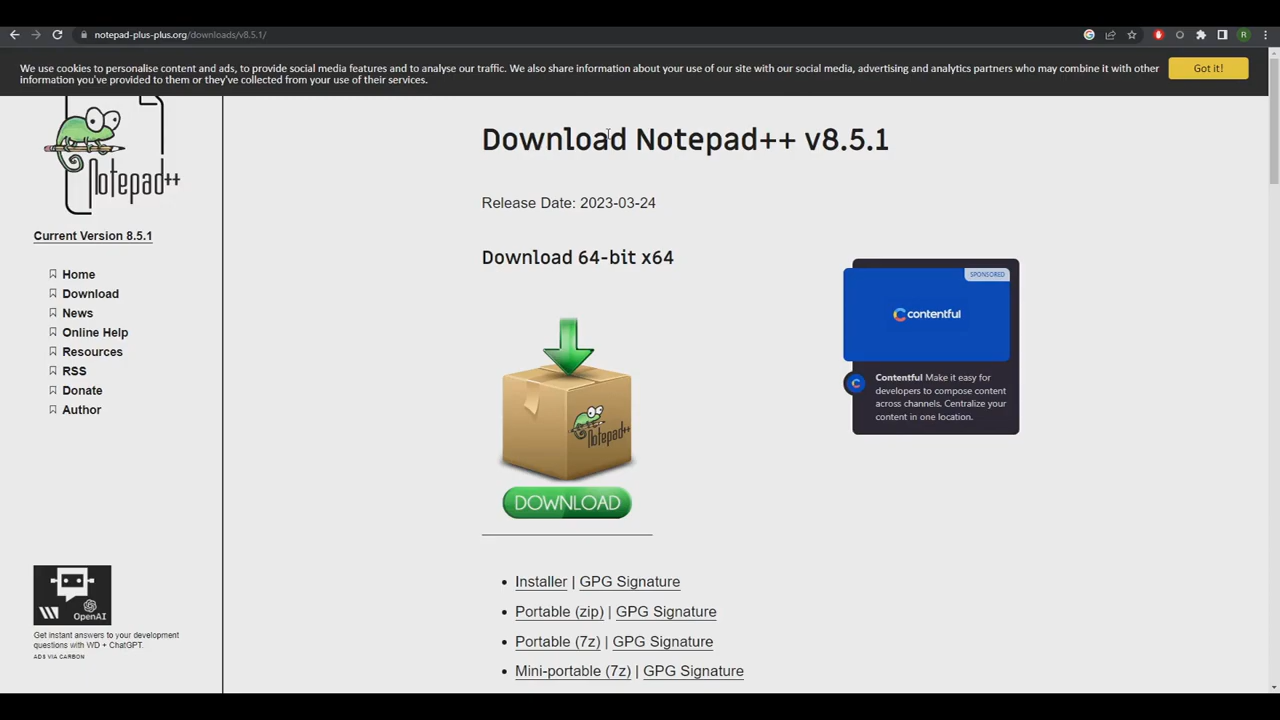 notepad-plus-plus.org/downloads/v8.5.1/
R
We use cookies to personalise content and ads, to provide social media features and to analyse our traffic. We also share information about your use of our site with our social media, advertising and analytics partners who may combine it with other
information you've provided to them or they've collected from your use of their services.
Got it!
Notepad++
Current Version 8.5.1
Home
Download
News
Online Help
Resources
RSS
Donate
Author
OpenAI
Get instant answers to your development
questions with WD + ChatGPT.
ADS VIA CARBON
Download Notepad++ v8.5.1
Release Date: 2023-03-24
Download 64-bit x64
Notepad++
DOWNLOAD
Installer | GPG Signature
Portable (zip) | GPG Signature
Portable (7z) | GPG Signature
Mini-portable (7z) | GPG Signature
SPONSORED
contentful
Contentful Make it easy for
developers to compose content
across channels. Centralize your
content in one location.